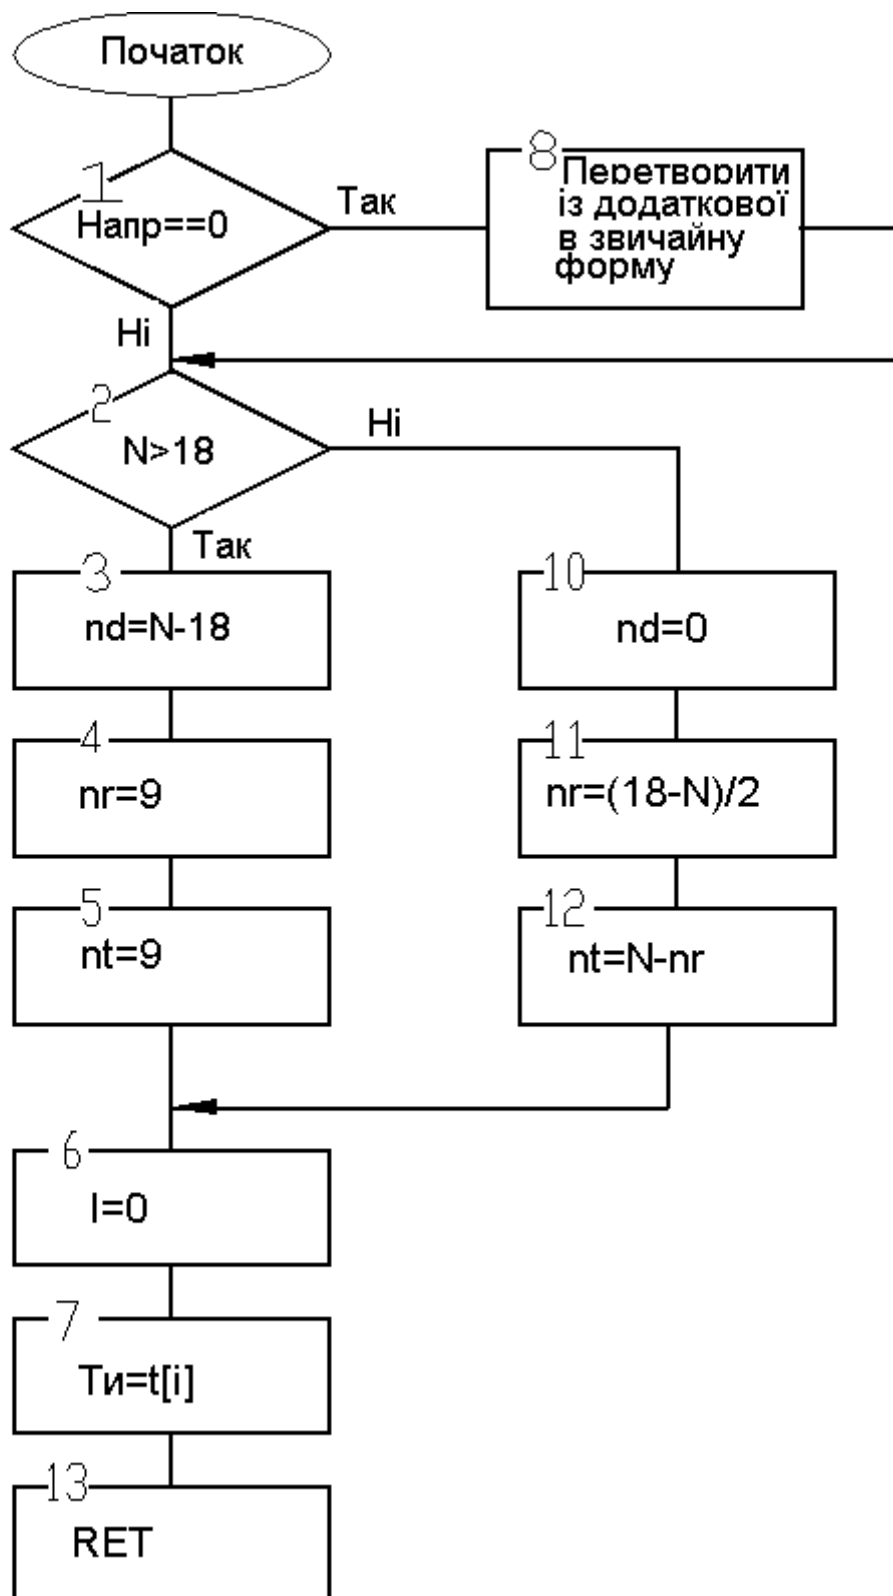 Початок
1
Напр==0
Так
8
Перетворити
із додаткової
в звичайну
форму
Ні
2
N>18
Ні
Так
3
nd=N-18
10
nd=0
4
nr=9
11
nr=(18-N)/2
5
nt=9
12
nt=N-nr
6
I=0
7
Tи=t[i]
13
RET